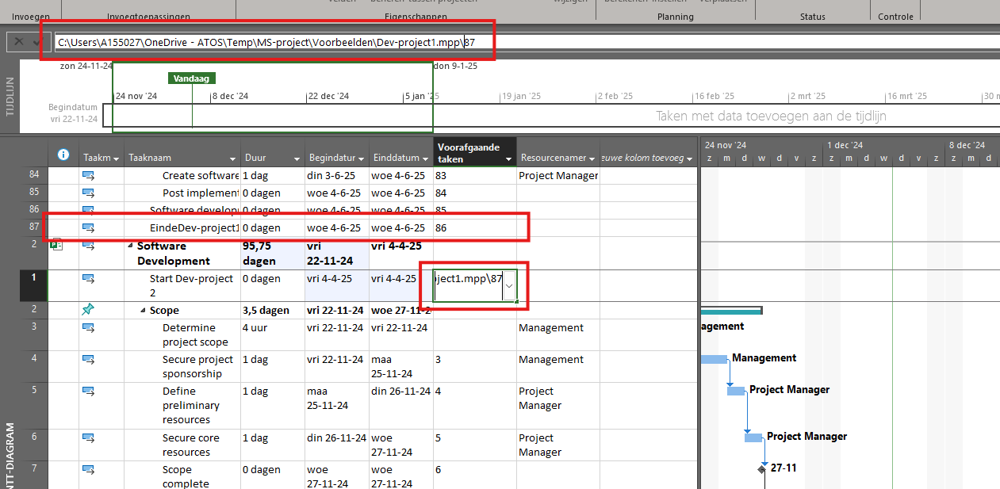 velden beheren tussen projecten wijzigen berekenen instellen verplaatsen
Invoegen Invoegtoepassingen Eigenschappen Planning Status Controle
C:\Users\A155027\OneDrive - ATOS\Temp\MS-project\Voorbeelden\Dev-project1.mpp\87
TIJDLIJN
zon 24-11-24 don 9-1-25
Vandaag
24 nov '24 8 dec '24 22 dec '24 5 jan '25 19 jan '25 2 feb '25 16 feb '25 2 mrt '25 16 mrt '25 30 m
Begindatum
vri 22-11-24
Taken met data toevoegen aan de tijdlijn
Taakm Taaknaam Duur Begindatur Einddatum Voorafgaande
taken Resourcenamer euwe kolom toevoeg
24 nov '24 1 dec '24 8 dec '24
z m d w d v z z m d w d v z z m d
84 Create software 1 dag din 3-6-25 woe 4-6-25 83 Project Manager
85 Post implement 0 dagen woe 4-6-25 woe 4-6-25 84
86 Software develop 0 dagen woe 4-6-25 woe 4-6-25 85
87 EindeDev-project1 0 dagen woe 4-6-25 woe 4-6-25 86
2 Software
Development 95,75
dagen vri
22-11-24 vri 4-4-25
1 Start Dev-project
2 0 dagen vri 4-4-25 vri 4-4-25 ject1.mpp\87
2 Scope 3,5 dagen vri 22-11-24 woe 27-11-2
3 Determine
project scope 4 uur vri 22-11-24 vri 22-11-24 Management
agement
4 Secure project
sponsorship 1 dag vri 22-11-24 maa
25-11-24 3 Management
Management
5 Define
preliminary
resources 1 dag maa
25-11-24 din 26-11-24 4 Project
Manager
Project Manager
6 Secure core
resources 1 dag din 26-11-24 woe
27-11-24 5 Project
Manager
Project Manager
7 Scope
complete 0 dagen woe
27-11-24 woe
27-11-24 6
27-11
NTT-DIAGRAM